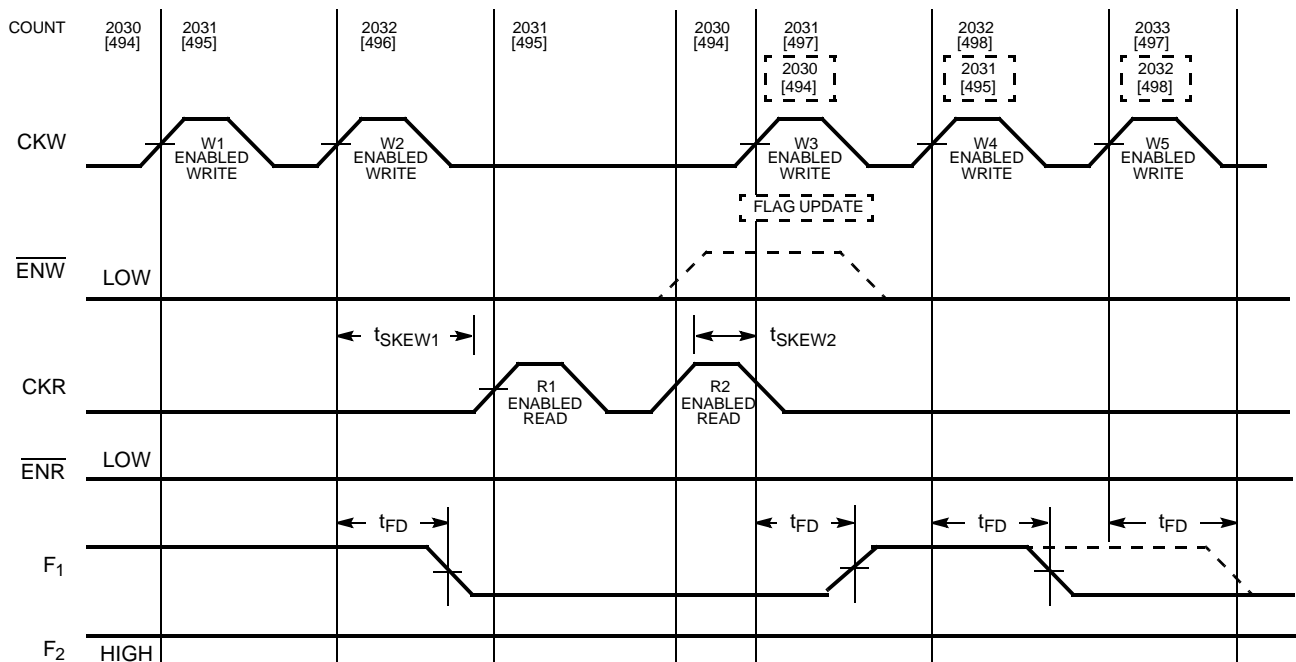 COUNT 2030 2031 2032 2031 2030 2031 2032 2033
[494] [495] [496] [495] [494] [497] [498] [497]
2030 2031 2032
[494] [495] [498]
CKW W1 W2 W3 W4 W5
ENABLED ENABLED ENABLED ENABLED ENABLED
WRITE WRITE WRITE WRITE WRITE
FLAG UPDATE
ENW LOW
tSKEW1 tSKEW2
CKR R1 R2
ENABLED ENABLED
READ READ
ENR LOW
tFD tFD tFD tFD
F1
F2 HIGH